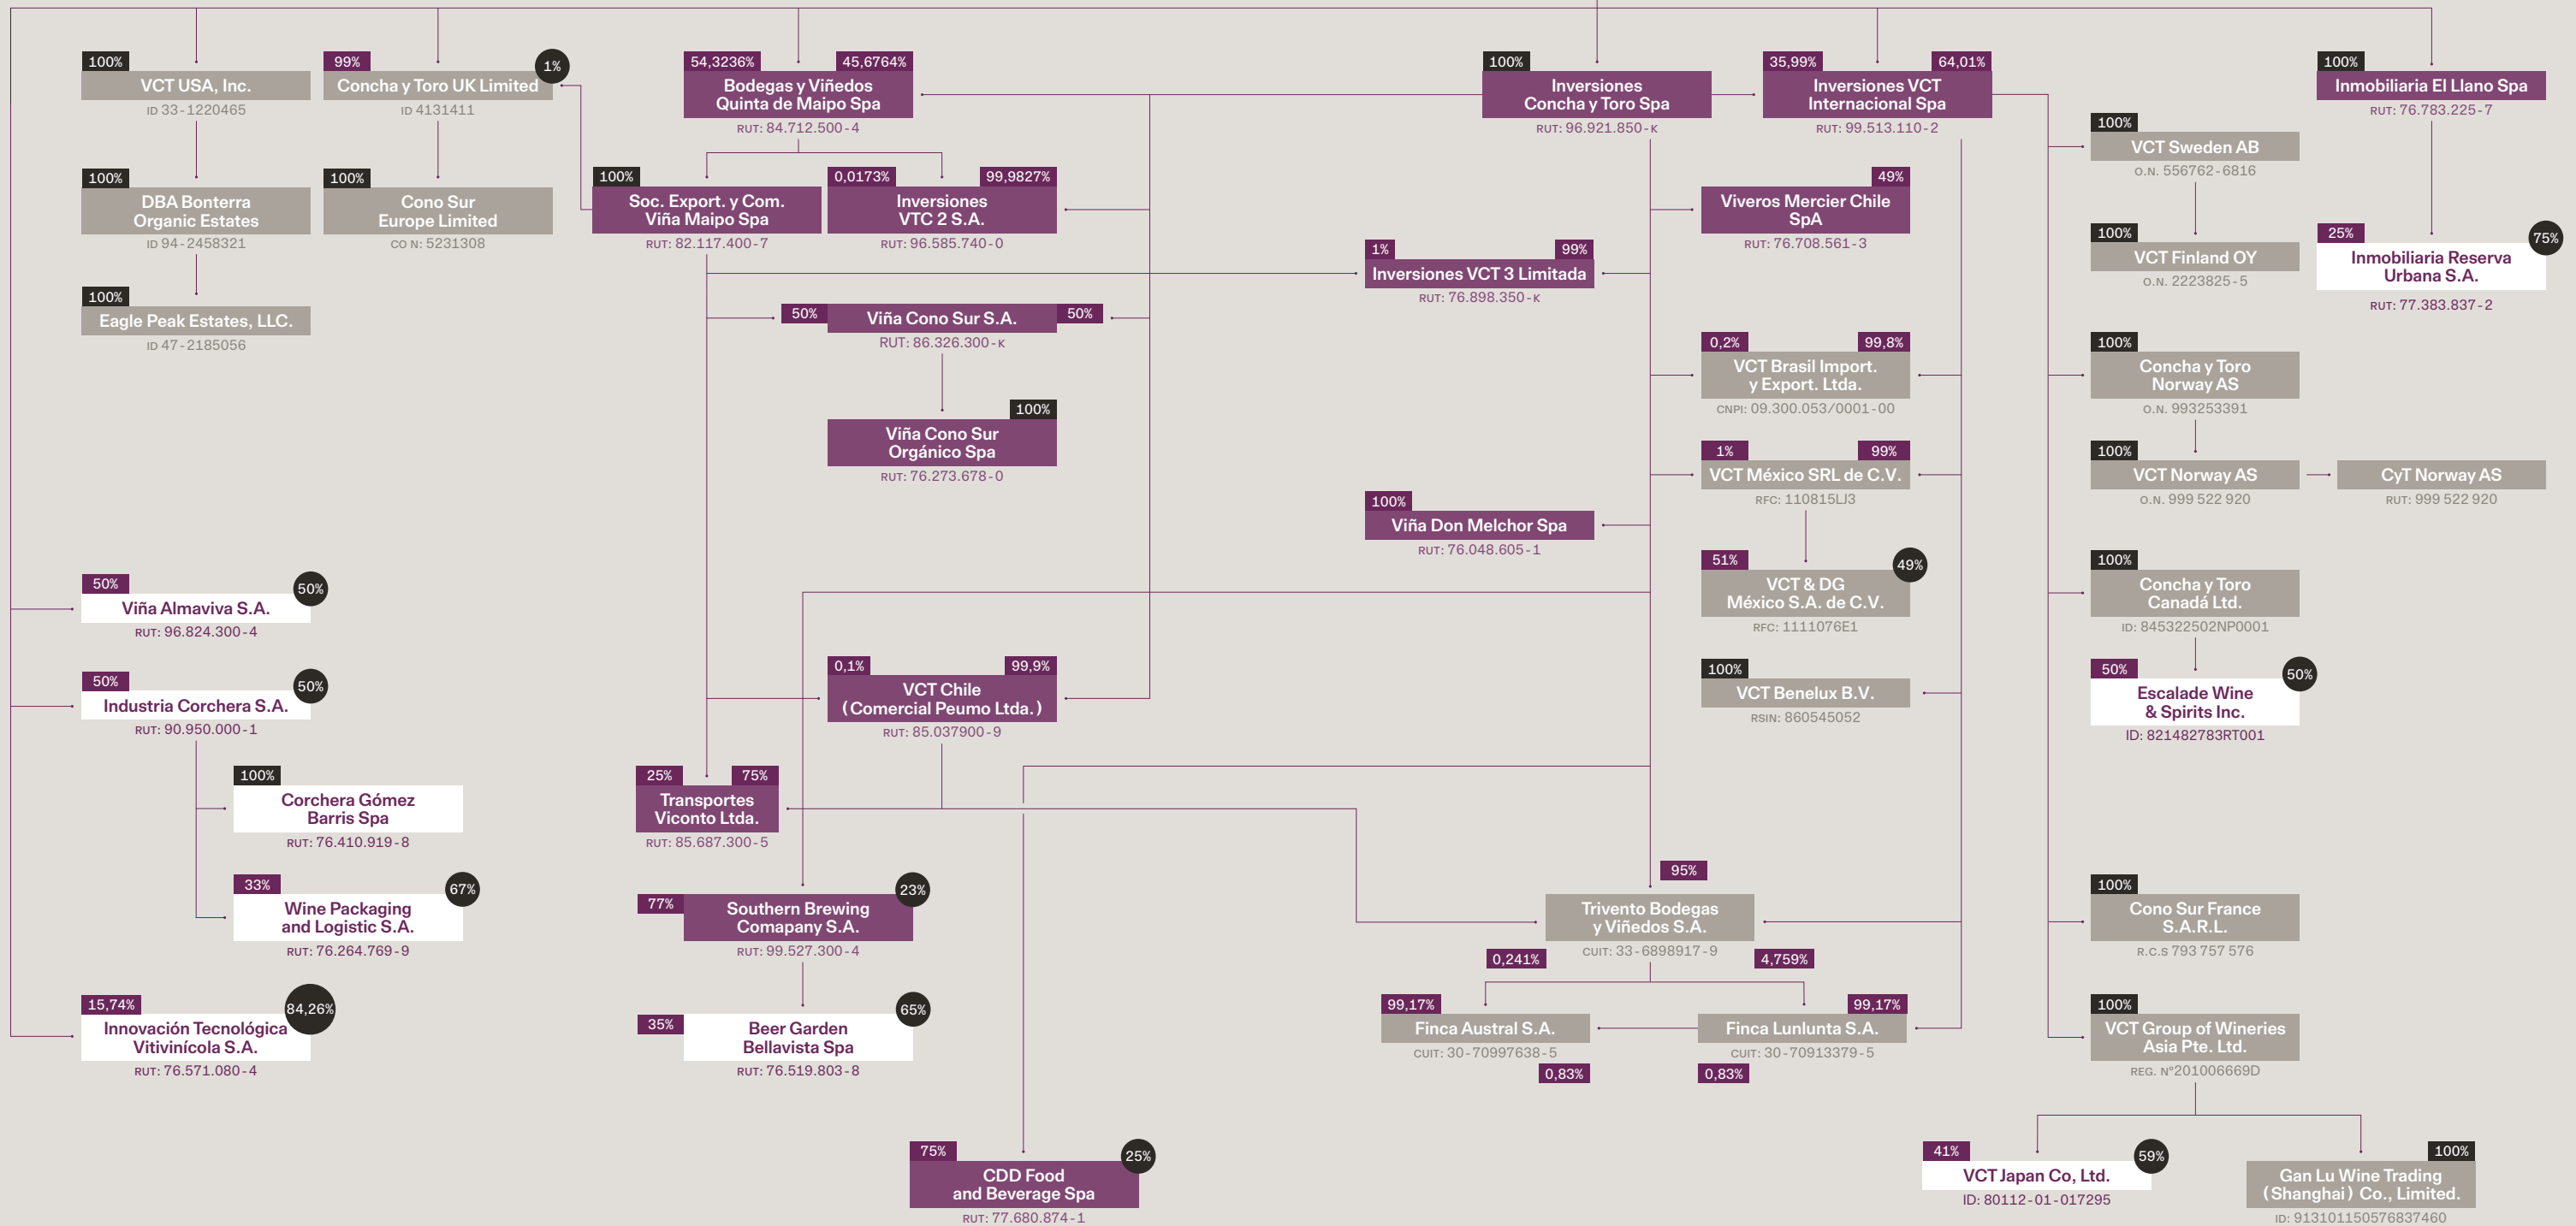 100%
VCT USA, Inc.
ID 33-1220465
100%
DBA Bonterra
Organic Estates
ID 94-2458321
100%
Eagle Peak Estates, LLC.
ID 47-2185056
99%
1%
Concha y Toro UK Limited
ID 4131411
100%
Cono Sur
Europe Limited
CO N: 5231308
50%
50%
Viña Almaviva S.A.
RUT: 96.824.300-4
50%
50%
Industria Corchera S.A.
RUT: 90.950.000-1
100%
Corchera Gómez
Barris Spa
RUT: 76.410.919-8
33%
67%
Wine Packaging
and Logistic S.A.
RUT: 76.264.769-9
15,74%
84,26%
Innovación Tecnológica
Vitivinícola S.A.
RUT: 76.571.080-4
54,3236%
45,6764%
Bodegas y Viñedos
Quinta de Maipo Spa
RUT: 84.712.500-4
100%
Soc. Export. y Com.
Viña Maipo Spa
RUT: 82.117.400-7
0,0173%
99,9827%
Inversiones
VTC 2 S.A.
RUT: 96.585.740-0
50%
Viña Cono Sur S.A.
50%
RUT: 86.326.300-K
100%
Viña Cono Sur
Orgánico Spa
RUT: 76.273.678-0
0,1%
99,9%
VCT Chile
(Comercial Peumo Ltda.)
RUT: 85.037900-9
25%
75%
Transportes
Viconto Ltda.
RUT: 85.687.300-5
77%
23%
Southern Brewing
Comapany S.A.
RUT: 99.527.300-4
35%
65%
Beer Garden
Bellavista Spa
RUT: 76.519.803-8
75%
25%
CDD Food
and Beverage Spa
RUT: 77.680.874-1
100%
Inversiones
Concha y Toro Spa
RUT: 96.921.850-K
35,99%
64,01%
Inversiones VCT
Internacional Spa
RUT: 99.513.110-2
49%
Viveros Mercier Chile
SpA
RUT: 76.708.561-3
1%
99%
Inversiones VCT 3 Limitada
RUT: 76.898.350-K
0,2%
99,8%
VCT Brasil Import.
y Export. Ltda.
CNPI: 09.300.053/0001-00
1%
99%
VCT México SRL de C.V.
RFC: 110815LJ3
100%
Viña Don Melchor Spa
RUT: 76.048.605-1
51%
49%
VCT & DG
México S.A. de C.V.
RFC: 1111076E1
100%
VCT Benelux B.V.
RSIN: 860545052
95%
Trivento Bodegas
y Viñedos S.A.
CUIT: 33-6898917-9
0,241%
4,759%
99,17%
Finca Austral S.A.
CUIT: 30-70997638-5
0,83%
99,17%
Finca Lunlunta S.A.
CUIT: 30-70913379-5
0,83%
100%
VCT Sweden AB
O.N. 556762-6816
100%
VCT Finland OY
O.N. 2223825-5
100%
Concha y Toro
Norway AS
O.N. 993253391
100%
VCT Norway AS
O.N. 999 522 920
CyT Norway AS
RUT: 999 522 920
100%
Concha y Toro
Canadá Ltd.
ID: 845322502NP0001
50%
50%
Escalade Wine
& Spirits Inc.
ID: 821482783RT001
100%
Cono Sur France
S.A.R.L.
R.C.S 793 757 576
100%
VCT Group of Wineries
Asia Pte. Ltd.
REG. Nº201006669D
41%
59%
VCT Japan Co, Ltd.
ID: 80112-01-017295
100%
Gan Lu Wine Trading
(Shanghai) Co., Limited.
ID: 913101150576837460
100%
Inmobiliaria El Llano Spa
RUT: 76.783.225-7
25%
75%
Inmobiliaria Reserva
Urbana S.A.
RUT: 77.383.837-2